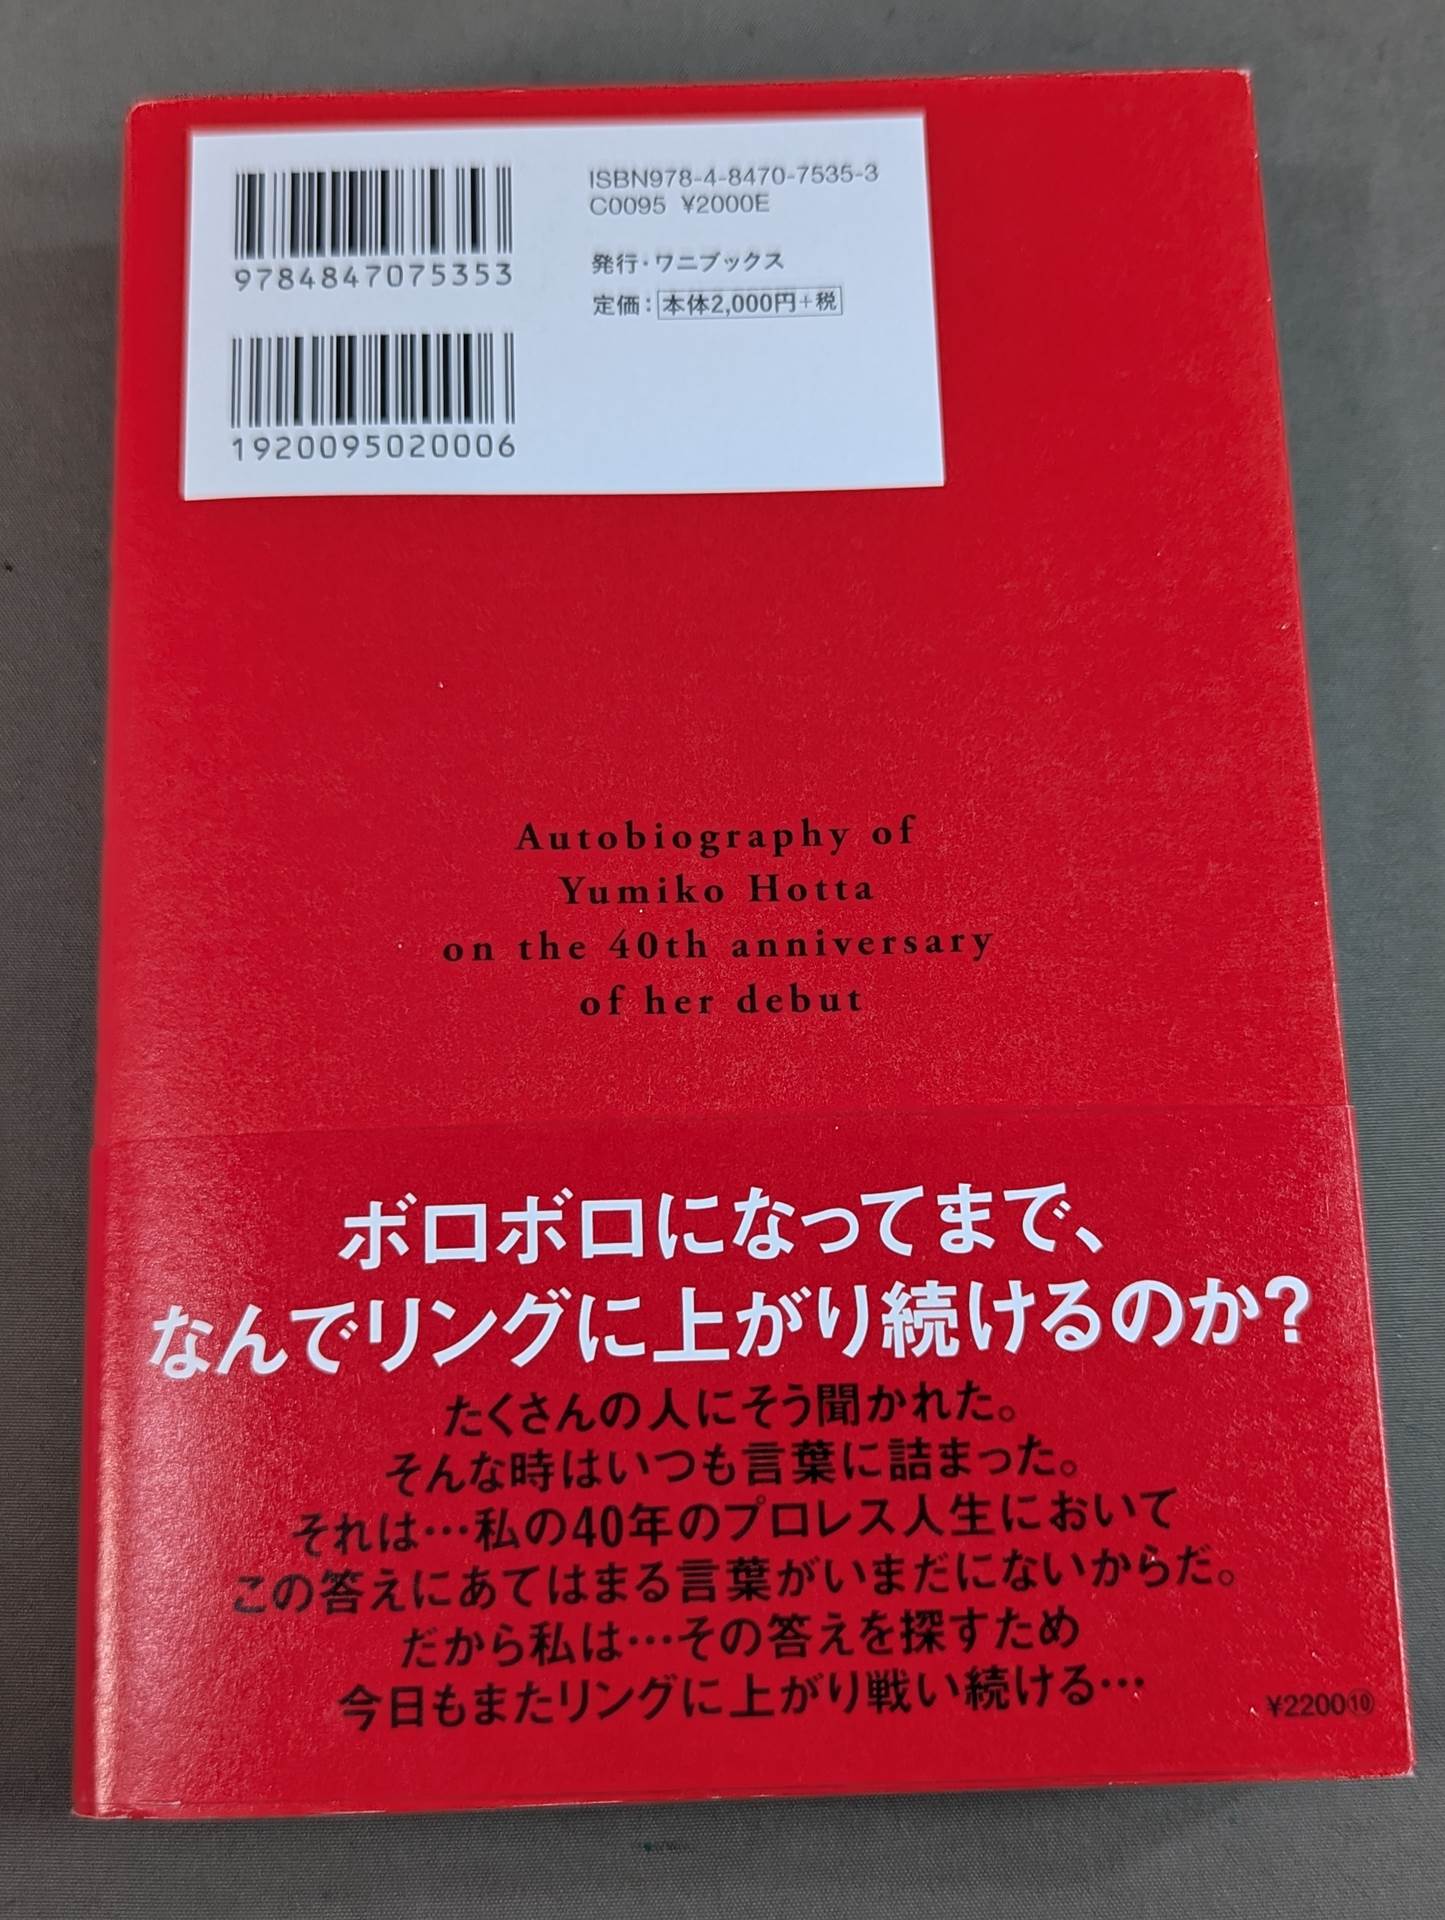 9784847075353
ISBN978-4-8470-7535-3
C0095 ¥2000E
発行・ワニブックス
定価：本体2,000円+税
1920095020006
Autobiography of
Yumiko Hotta
on the 40th anniversary
of her debut
ボロボロになってまで、
なんでリングに上がり続けるのか？
たくさんの人にそう聞かれた。
そんな時はいつも言葉に詰まった。
それは…私の40年のプロレス人生において
この答えにあてはまる言葉がいまだにないからだ。
だから私は…その答えを探すため
今日もまたリングに上がり戦い続ける…
¥2200⑩